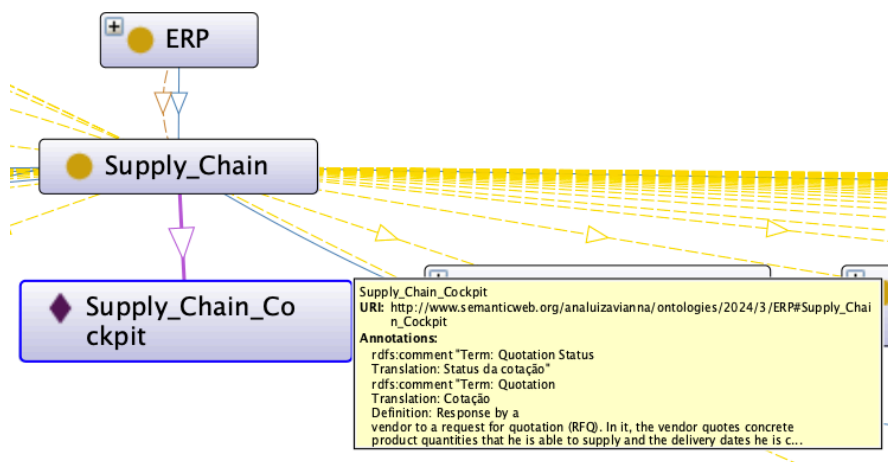 ERP
Supply_Chain
Supply_Chain_Co
ckpit
Supply_Chain_Cockpit
URI: http://www.semanticweb.org/analuizavianna/ontologies/2024/3/ERP#Supply_Chai
n_Cockpit
Annotations:
rdfs:comment "Term: Quotation Status
Translation: Status da cotação"
rdfs:comment "Term: Quotation
Translation: Cotação
Definition: Response by a
vendor to a request for quotation (RFQ). In it, the vendor quotes concrete
product quantities that he is able to supply and the delivery dates he is c...